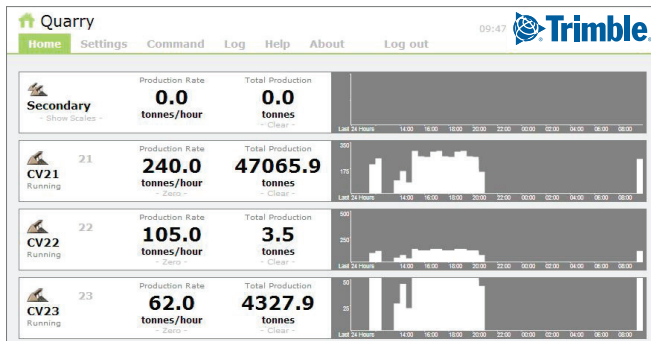 Quarry
09:47
Trimble
Home Settings Command Log Help About Log out
Production Rate Total Production
Secondary 0.0 0.0
tonnes/hour tonnes
- Show Scales - - Clear -
Last 24 Hours 14:00 16:00 18:00 20:00 22:00 00:00 02:00 04:00 06:00 08:00
Production Rate Total Production
350
21 240.0 47065.9
CV21 175
Running tonnes/hour tonnes
- Zero - - Clear -
Last 24 Hours 14:00 16:00 18:00 20:00 22:00 00:00 02:00 04:00 06:00 08:00
Production Rate Total Production
500
22 105.0 3.5
CV22 250
Running tonnes/hour tonnes
- Zero - - Clear -
Last 24 Hours 14:00 16:00 18:00 20:00 22:00 00:00 02:00 04:00 06:00 08:00
Production Rate Total Production
50
23 62.0 4327.9
CV23 25
Running tonnes/hour tonnes
- Zero - - Clear -
Last 24 Hours 14:00 16:00 18:00 20:00 22:00 00:00 02:00 04:00 06:00 08:00